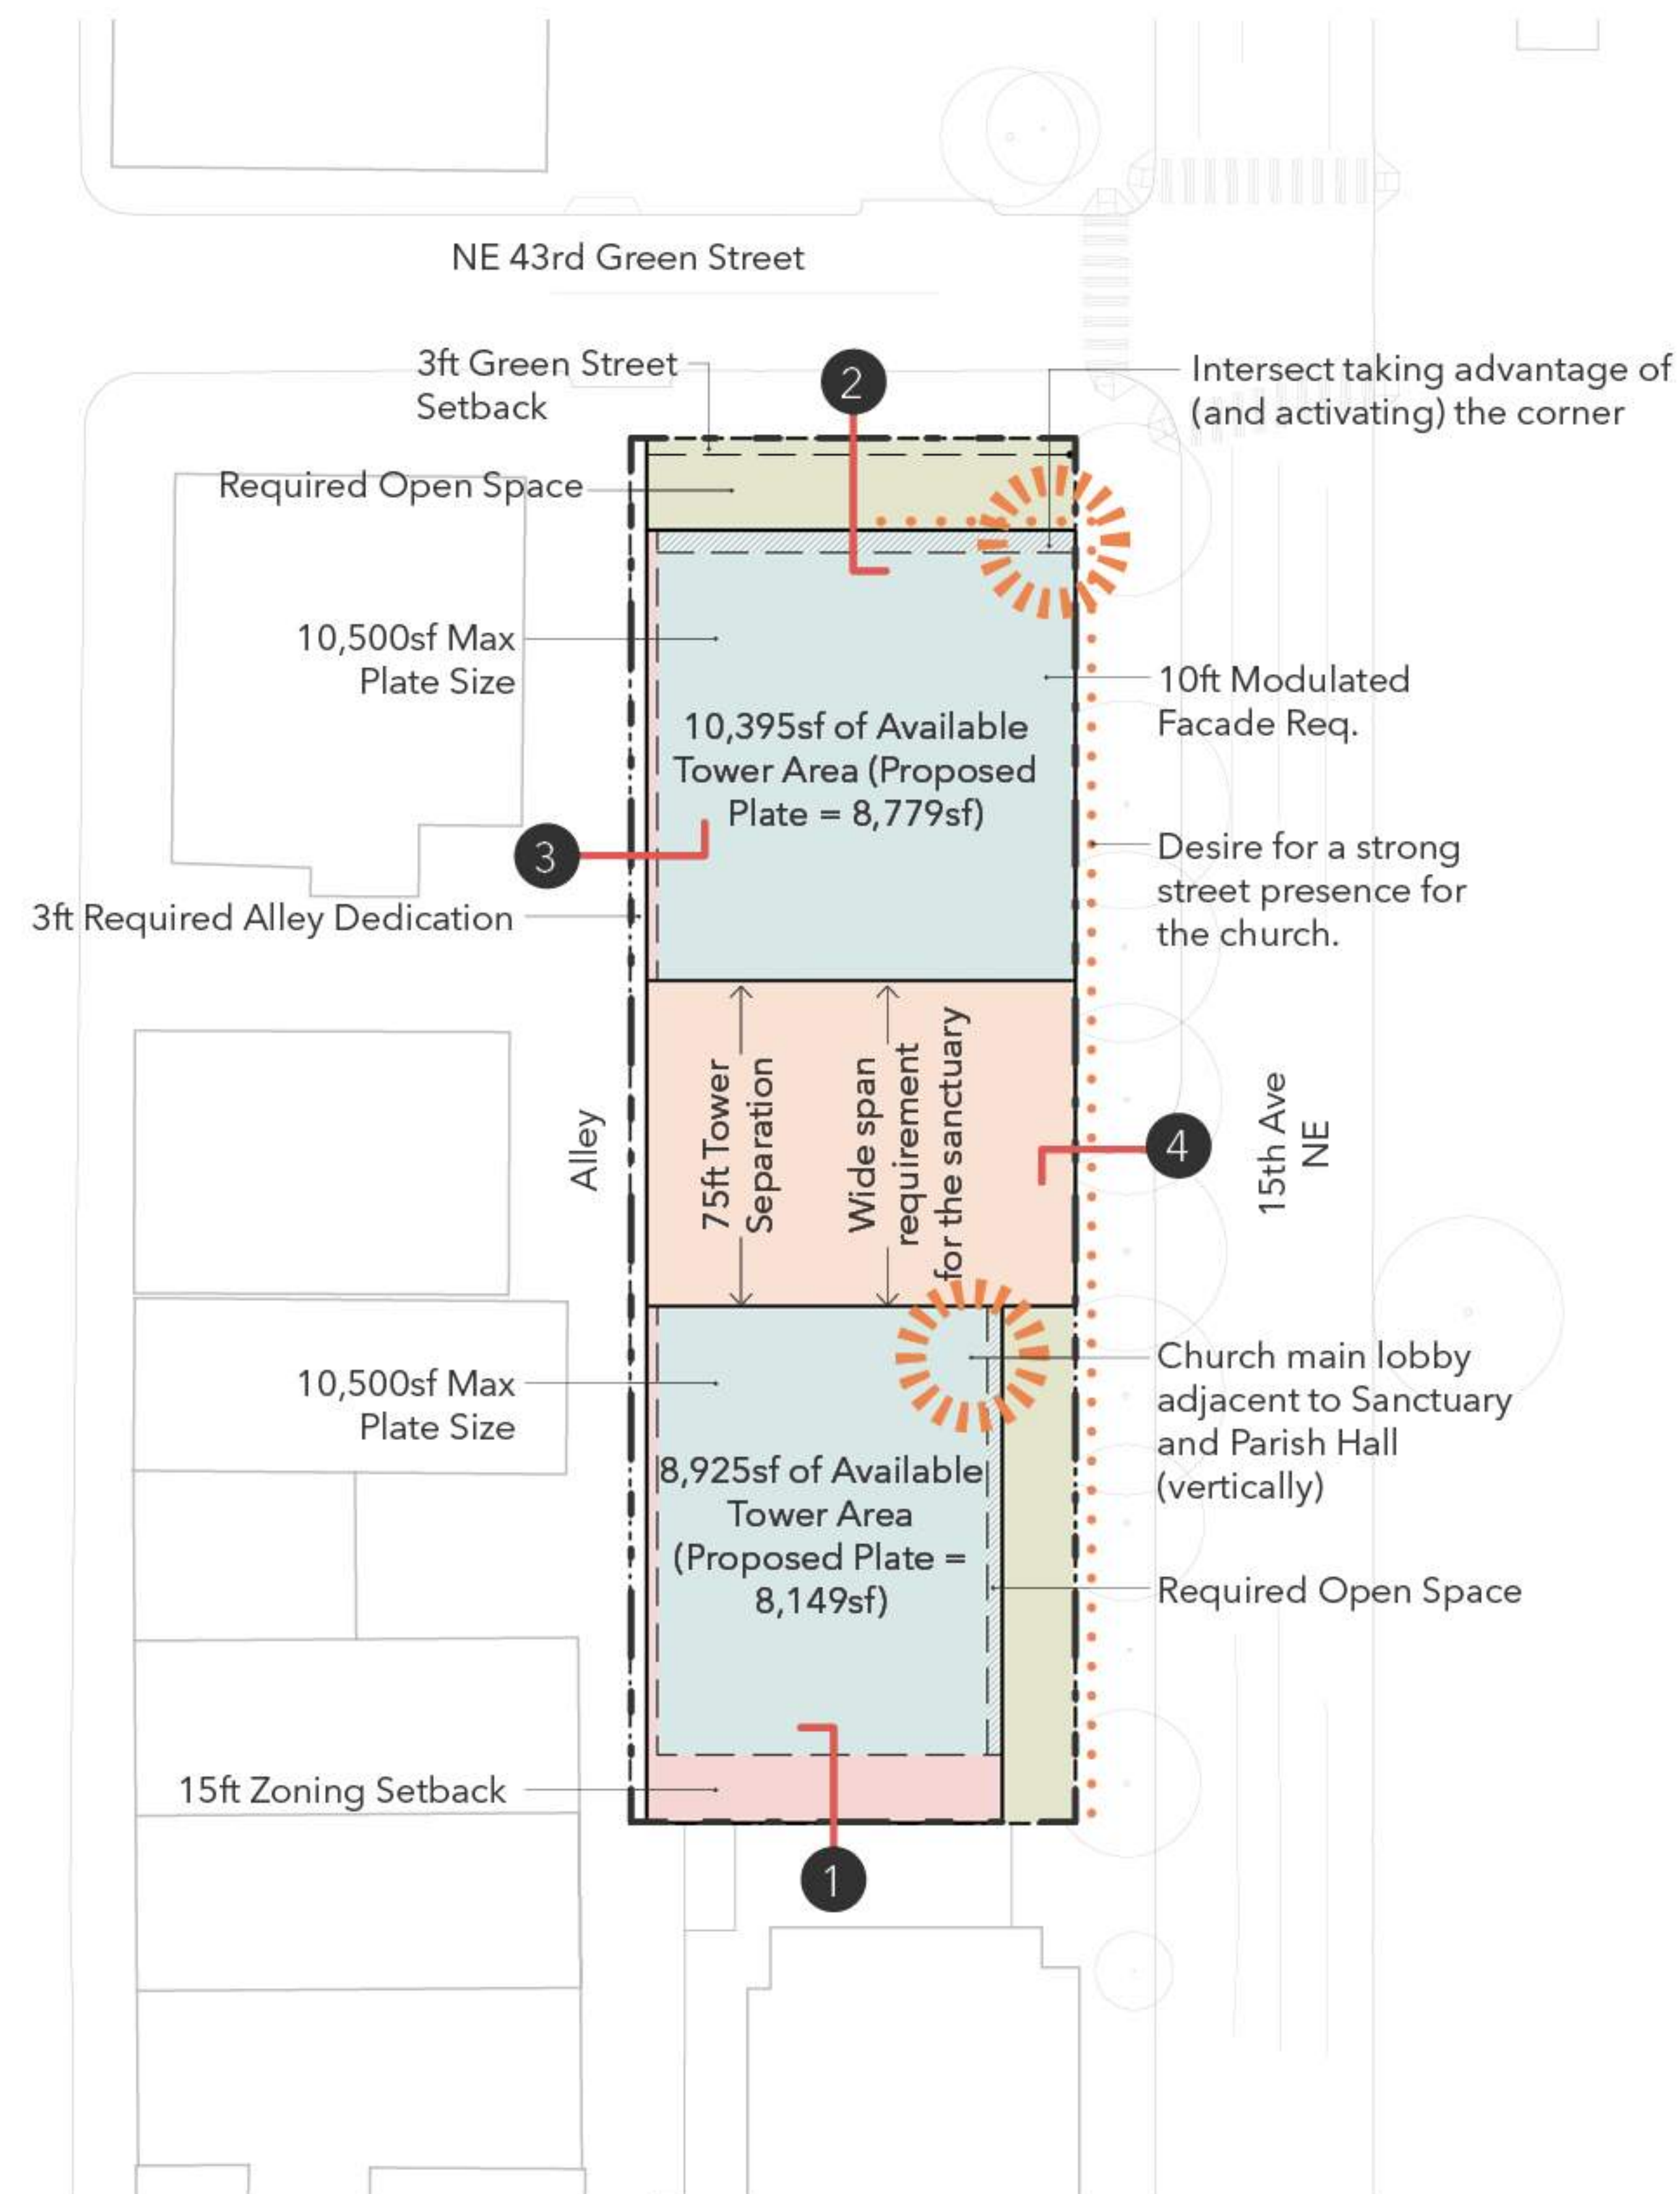 NE 43rd Green Street
3ft Green Street
Setback
2
Intersect taking advantage of
(and activating) the corner
Required Open Space
10,500sf Max
Plate Size
10,395sf of Available
Tower Area (Proposed
Plate = 8,779sf)
10ft Modulated
Facade Req.
3
Desire for a strong
street presence for
the church.
3ft Required Alley Dedication
Alley
75ft Tower
Separation
Wide span
requirement
for the sanctuary
4
15th Ave
NE
10,500sf Max
Plate Size
Church main lobby
adjacent to Sanctuary
and Parish Hall
(vertically)
8,925sf of Available
Tower Area
(Proposed Plate =
8,149sf)
Required Open Space
15ft Zoning Setback
1